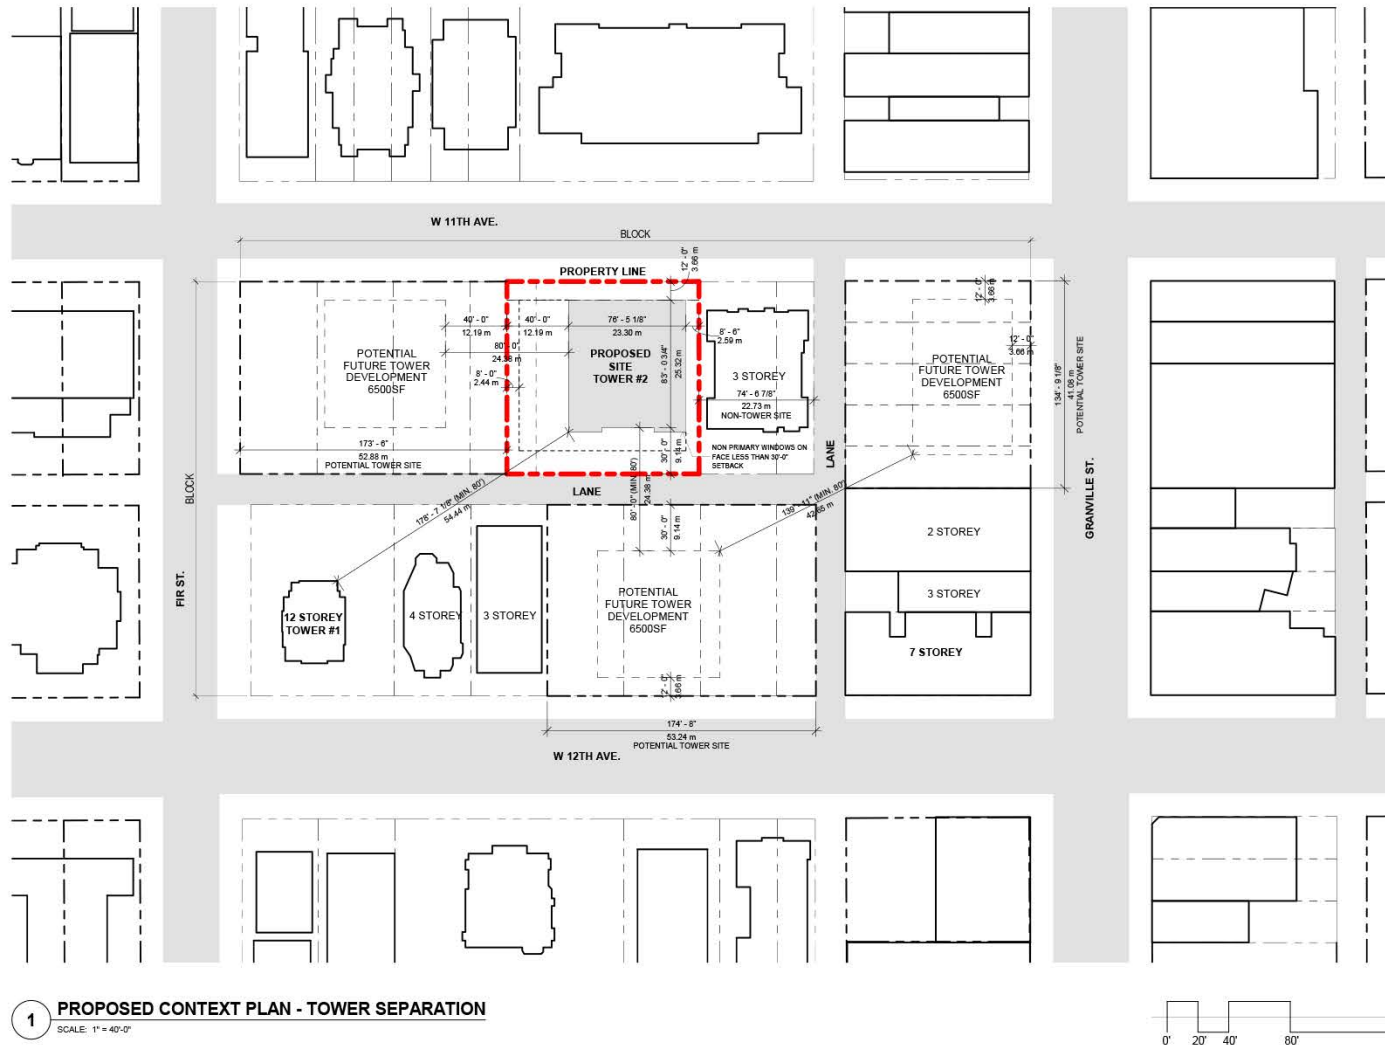 W 11TH AVE.
BLOCK
PROPERTY LINE
12' - 0"
3.66 m
40' - 0"
12.19 m
40' - 0"
12.19 m
76' - 5 1/8"
23.30 m
80' - 0"
24.38 m
8' - 0"
2.44 m
POTENTIAL
FUTURE TOWER
DEVELOPMENT
6500SF
PROPOSED
SITE
TOWER #2
83' - 0 3/4"
25.32 m
8' - 6"
2.59 m
3 STOREY
74' - 6 7/8"
22.73 m
NON-TOWER SITE
173' - 6"
52.88 m
POTENTIAL TOWER SITE
30' - 0"
9.14 m
NON PRIMARY WINDOWS ON
FACE LESS THAN 30'-0"
SETBACK
12' - 0"
3.66 m
12' - 0"
3.66 m
POTENTIAL
FUTURE TOWER
DEVELOPMENT
6500SF
134' - 9 1/8"
41.08 m
POTENTIAL TOWER SITE
LANE
LANE
BLOCK
FIR ST.
GRANVILLE ST.
178' - 7 1/8" (MIN. 80')
54.44 m
80' - 0" (MIN. 80')
24.38 m
30' - 0"
9.14 m
139' - 11" (MIN. 80')
42.65 m
12 STOREY
TOWER #1
4 STOREY
3 STOREY
POTENTIAL
FUTURE TOWER
DEVELOPMENT
6500SF
12' - 0"
3.66 m
2 STOREY
3 STOREY
7 STOREY
174' - 8"
53.24 m
POTENTIAL TOWER SITE
W 12TH AVE.
1
PROPOSED CONTEXT PLAN - TOWER SEPARATION
SCALE: 1" = 40'-0"
0' 20' 40' 80'